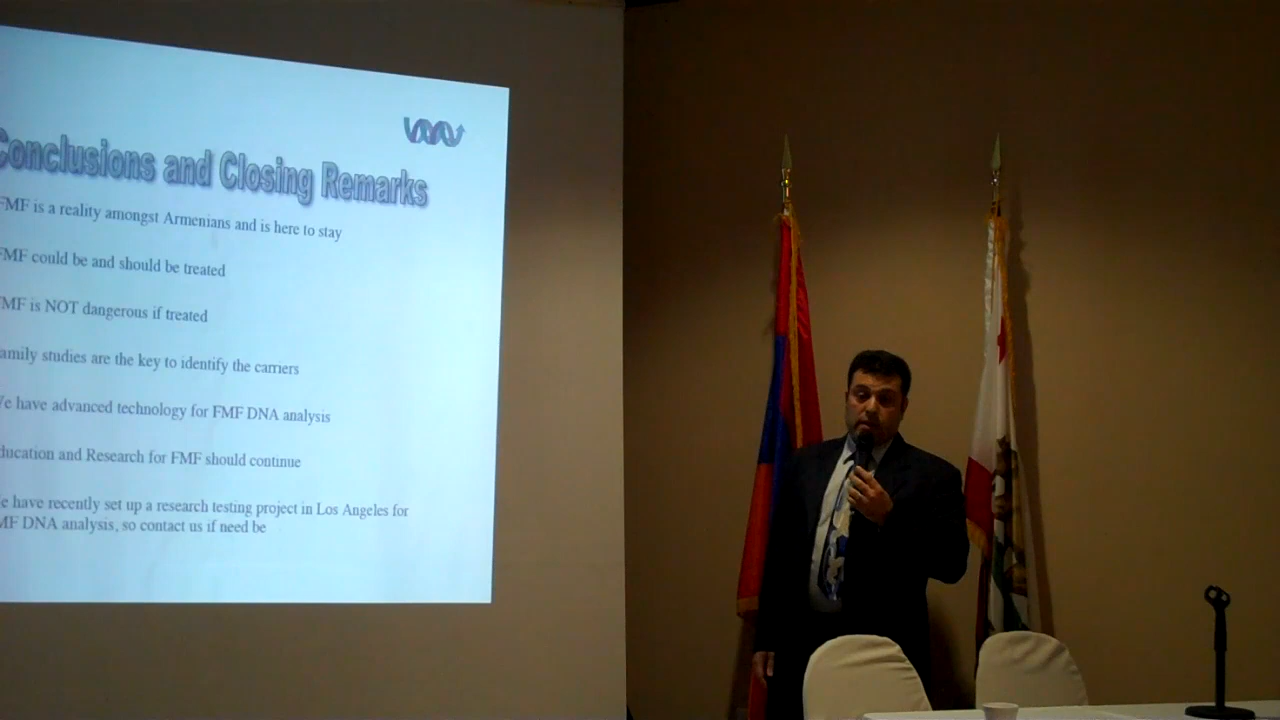 Conclusions and Closing Remarks
FMF is a reality amongst Armenians and is here to stay
FMF could be and should be treated
FMF is NOT dangerous if treated
amily studies are the key to identify the carriers
e have advanced technology for FMF DNA analysis
ducation and Research for FMF should continue
e have recently set up a research testing project in Los Angeles for
MF DNA analysis, so contact us if need be